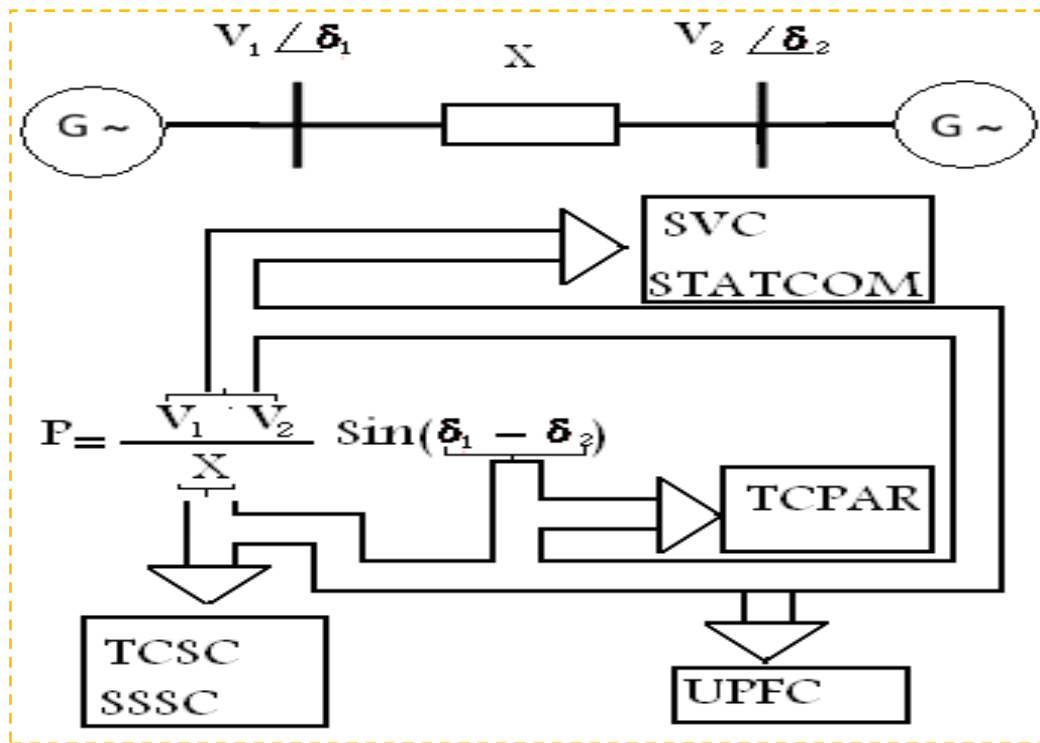 V₁ ∠δ₁ X V₂ ∠δ₂
G ~ G ~
SVC
STATCOM
P= V₁ V₂ / X Sin(δ₁ − δ₂)
TCPAR
TCSC
SSSC
UPFC